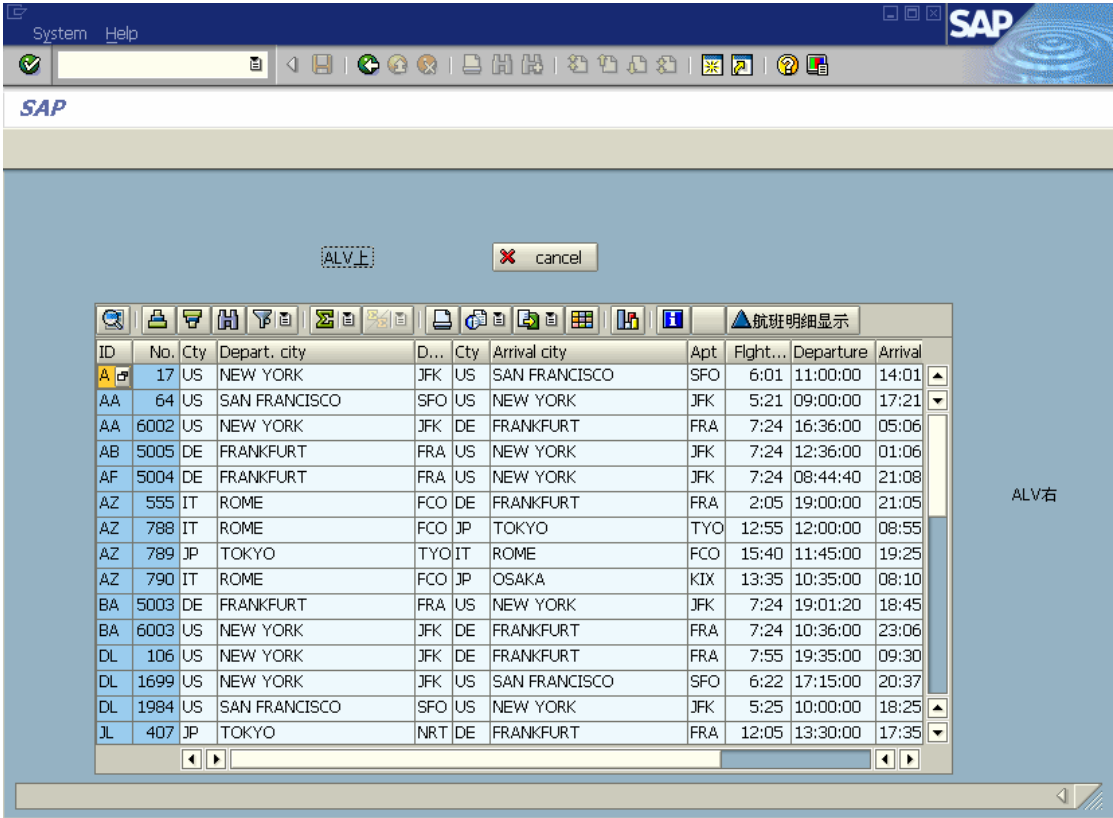 System Help
SAP
SAP
ALV上 cancel
航班明细显示
ID No. Cty Depart. city D... Cty Arrival city Apt Flght... Departure Arrival
A 17 US NEW YORK JFK US SAN FRANCISCO SFO 6:01 11:00:00 14:01
AA 64 US SAN FRANCISCO SFO US NEW YORK JFK 5:21 09:00:00 17:21
AA 6002 US NEW YORK JFK DE FRANKFURT FRA 7:24 16:36:00 05:06
AB 5005 DE FRANKFURT FRA US NEW YORK JFK 7:24 12:36:00 01:06
AF 5004 DE FRANKFURT FRA US NEW YORK JFK 7:24 08:44:40 21:08
AZ 555 IT ROME FCO DE FRANKFURT FRA 2:05 19:00:00 21:05
ALV右
AZ 788 IT ROME FCO JP TOKYO TYO 12:55 12:00:00 08:55
AZ 789 JP TOKYO TYO IT ROME FCO 15:40 11:45:00 19:25
AZ 790 IT ROME FCO JP OSAKA KIX 13:35 10:35:00 08:10
BA 5003 DE FRANKFURT FRA US NEW YORK JFK 7:24 19:01:20 18:45
BA 6003 US NEW YORK JFK DE FRANKFURT FRA 7:24 10:36:00 23:06
DL 106 US NEW YORK JFK DE FRANKFURT FRA 7:55 19:35:00 09:30
DL 1699 US NEW YORK JFK US SAN FRANCISCO SFO 6:22 17:15:00 20:37
DL 1984 US SAN FRANCISCO SFO US NEW YORK JFK 5:25 10:00:00 18:25
JL 407 JP TOKYO NRT DE FRANKFURT FRA 12:05 13:30:00 17:35